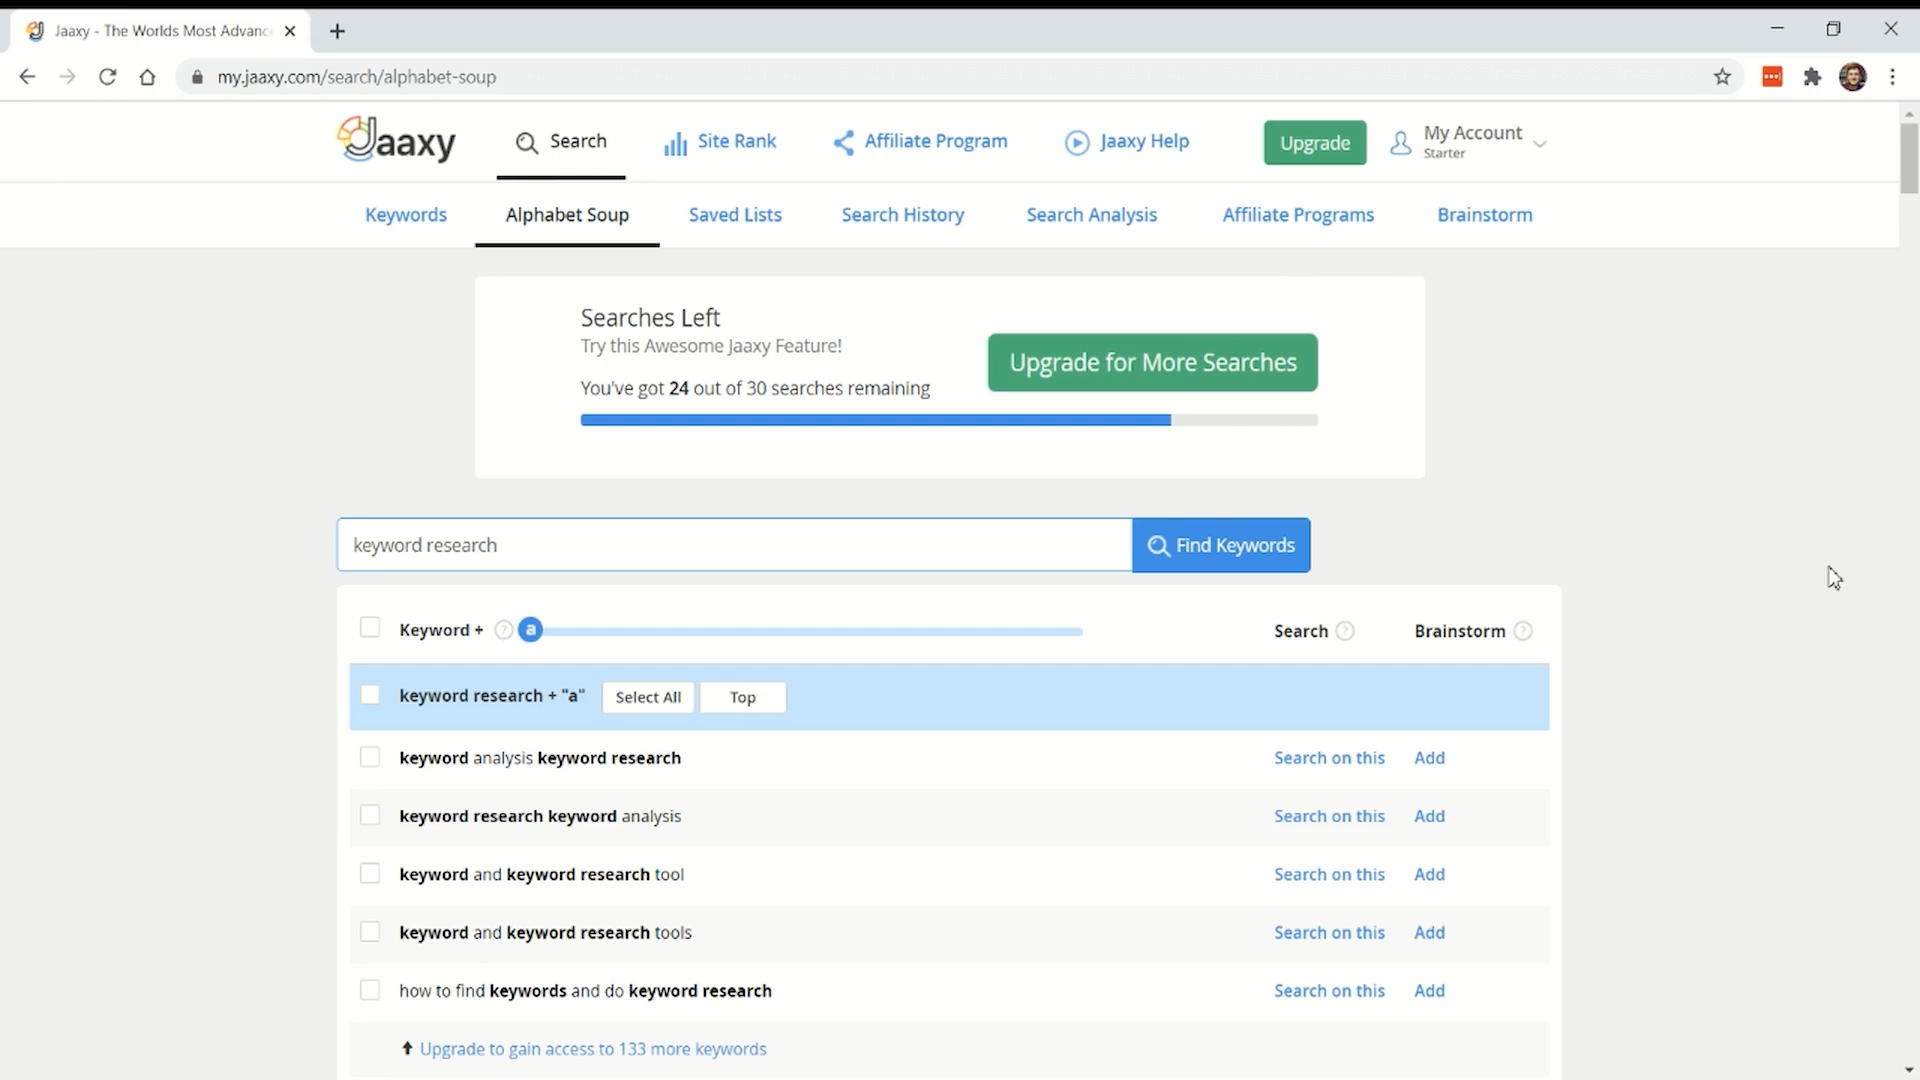 Jaaxy - The Worlds Most Advanc
my.jaaxy.com/search/alphabet-soup
Jaaxy
Search
Site Rank
Affiliate Program
Jaaxy Help
Upgrade
My Account
Starter
Keywords
Alphabet Soup
Saved Lists
Search History
Search Analysis
Affiliate Programs
Brainstorm
Searches Left
Try this Awesome Jaaxy Feature!
You've got 24 out of 30 searches remaining
Upgrade for More Searches
keyword research
Find Keywords
Keyword + ? a
Search ?
Brainstorm ?
keyword research + "a" Select All Top
keyword analysis keyword research Search on this Add
keyword research keyword analysis Search on this Add
keyword and keyword research tool Search on this Add
keyword and keyword research tools Search on this Add
how to find keywords and do keyword research Search on this Add
Upgrade to gain access to 133 more keywords